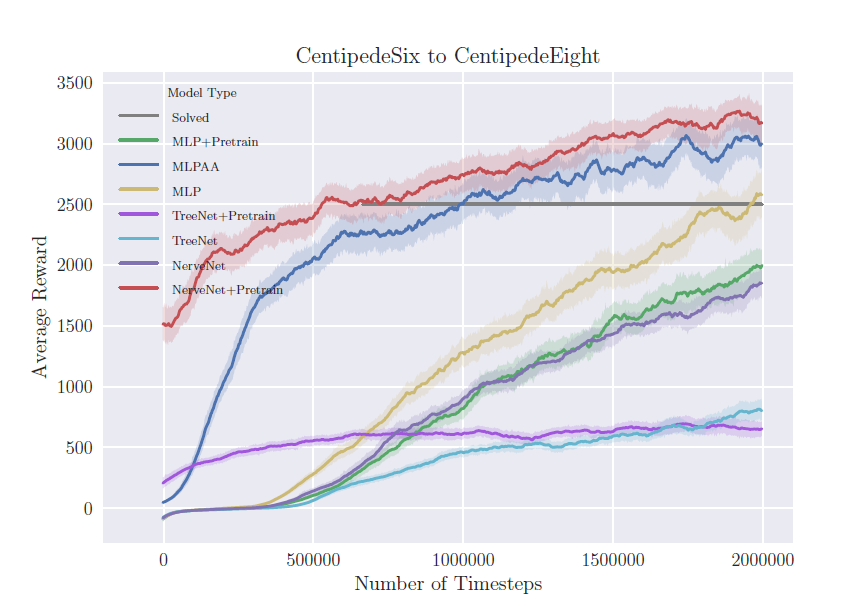 CentipedeSix to CentipedeEight
3500
3000
2500
2000
1500
1000
500
0
Average Reward
Model Type
Solved
MLP+Pretrain
MLPAA
MLP
TreeNet+Pretrain
TreeNet
NerveNet
NerveNet+Pretrain
0 500000 1000000 1500000 2000000
Number of Timesteps